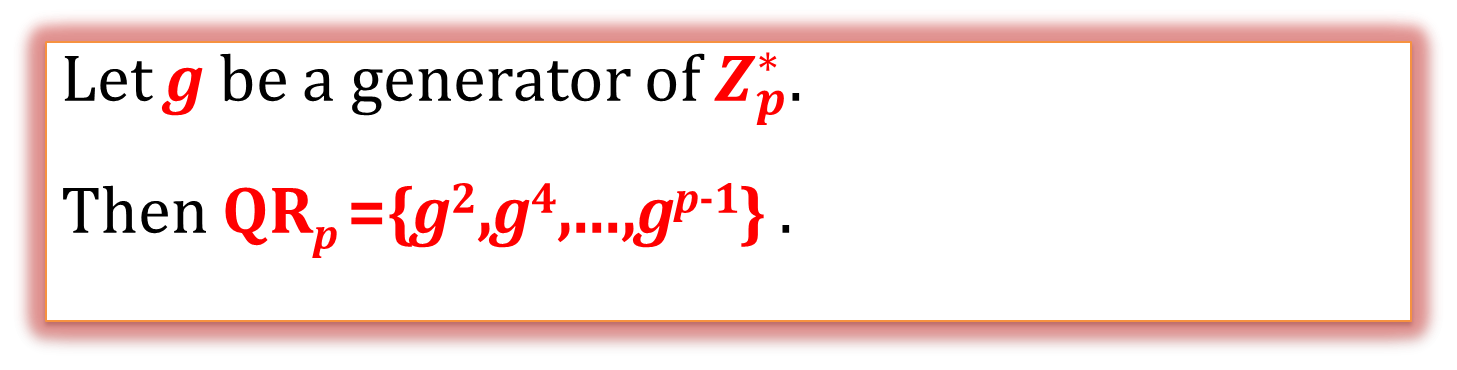 Let g be a generator of Z*p.
Then QRp={g²,g⁴,...,gᵖ⁻¹} .